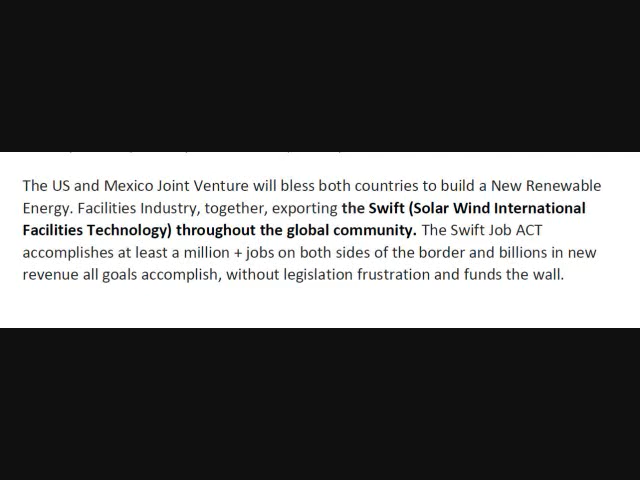 The US and Mexico Joint Venture will bless both countries to build a New Renewable
Energy. Facilities Industry, together, exporting the Swift (Solar Wind International
Facilities Technology) throughout the global community. The Swift Job ACT
accomplishes at least a million + jobs on both sides of the border and billions in new
revenue all goals accomplish, without legislation frustration and funds the wall.